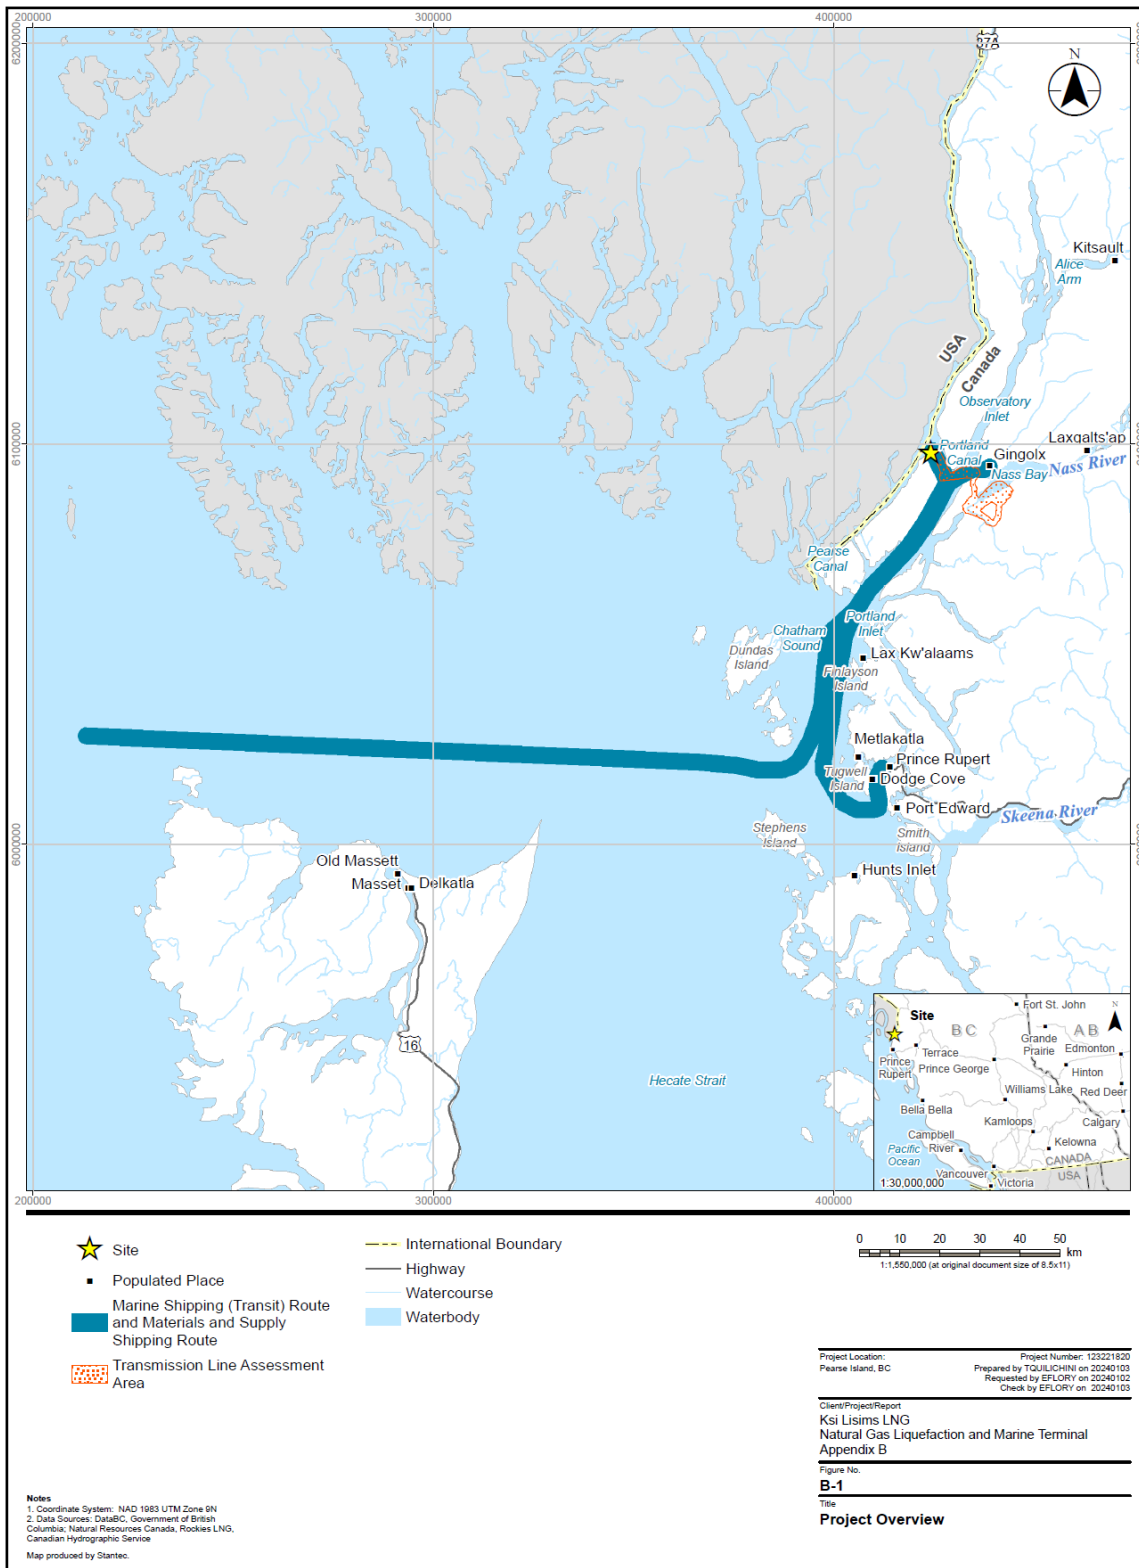 200000
300000
400000
6200000
37A
N
Kitsault
Alice
Arm
USA
Canada
Observatory
Inlet
6100000
Portland
Canal
Laxgalts'ap
Gingolx
Nass River
Nass Bay
Pearse
Canal
Portland
Inlet
Chatham
Sound
Dundas
Island
Lax Kw'alaams
Finlayson
Island
Metlakatla
Prince Rupert
Tugwell
Island
Dodge Cove
Port Edward
Skeena River
Stephens
Island
Smith
Island
6000000
Old Massett
Masset
Delkatla
Hunts Inlet
16
Hecate Strait
Site
N
Fort St. John
BC
AB
Grande
Prairie
Edmonton
Prince
Rupert
Terrace
Prince George
Hinton
Williams Lake
Red Deer
Bella Bella
Kamloops
Calgary
Campbell
River
Kelowna
Pacific
Ocean
CANADA
USA
Vancouver
Victoria
1:30,000,000
200000
300000
400000
Site
Populated Place
Marine Shipping (Transit) Route
and Materials and Supply
Shipping Route
Transmission Line Assessment
Area
International Boundary
Highway
Watercourse
Waterbody
0 10 20 30 40 50
km
1:1,550,000 (at original document size of 8.5x11)
Project Location:
Pearse Island, BC
Project Number: 123221820
Prepared by TQUILICHINI on 20240103
Requested by EFLORY on 20240102
Check by EFLORY on 20240103
Client/Project/Report
Ksi Lisims LNG
Natural Gas Liquefaction and Marine Terminal
Appendix B
Figure No.
B-1
Title
Project Overview
Notes
1. Coordinate System: NAD 1983 UTM Zone 9N
2. Data Sources: DataBC, Government of British
Columbia; Natural Resources Canada, Rockies LNG,
Canadian Hydrographic Service
Map produced by Stantec.